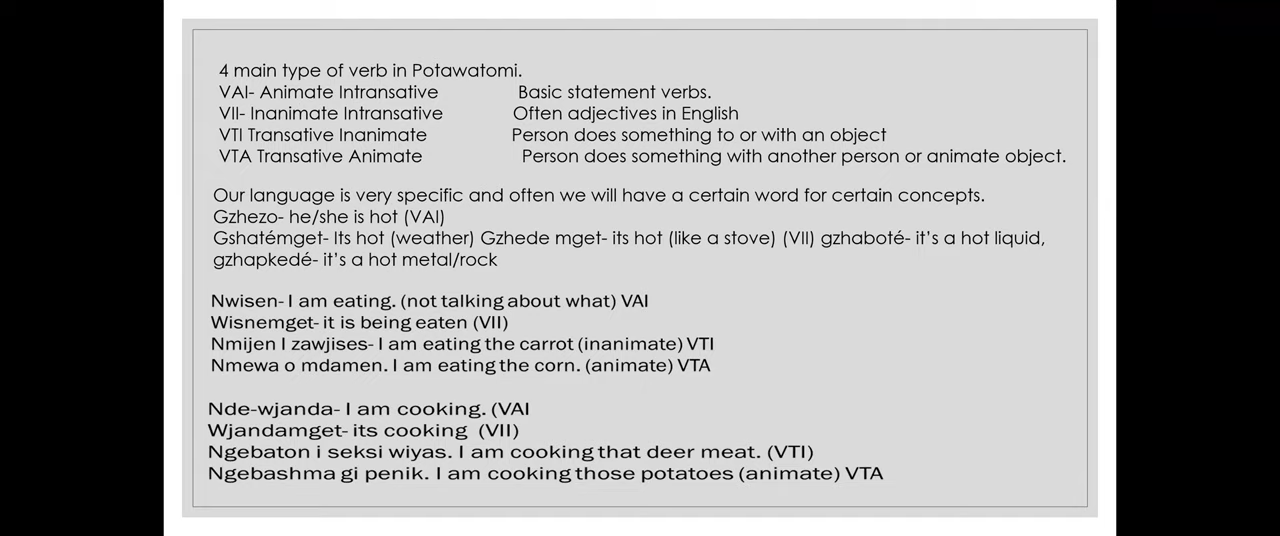 4 main type of verb in Potawatomi.
VAI- Animate Intransative Basic statement verbs.
VII- Inanimate Intransative Often adjectives in English
VTI Transative Inanimate Person does something to or with an object
VTA Transative Animate Person does something with another person or animate object.
Our language is very specific and often we will have a certain word for certain concepts.
Gzhezo- he/she is hot (VAI)
Gshatémget- Its hot (weather) Gzhede mget- its hot (like a stove) (VII) gzhaboté- it's a hot liquid,
gzhapkedé- it's a hot metal/rock
Nwisen- I am eating. (not talking about what) VAI
Wisnemget- it is being eaten (VII)
Nmijen I zawjises- I am eating the carrot (inanimate) VTI
Nmewa o mdamen. I am eating the corn. (animate) VTA
Nde-wjanda- I am cooking. (VAI
Wjandamget- its cooking (VII)
Ngebaton i seksi wiyas. I am cooking that deer meat. (VTI)
Ngebashma gi penik. I am cooking those potatoes (animate) VTA